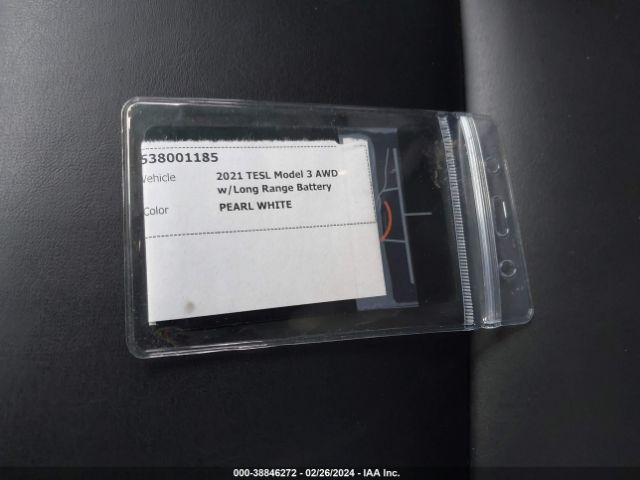 538001185
Vehicle 2021 TESL Model 3 AWD
w/Long Range Battery
Color PEARL WHITE
000-38846272 - 02/26/2024 - IAA Inc.